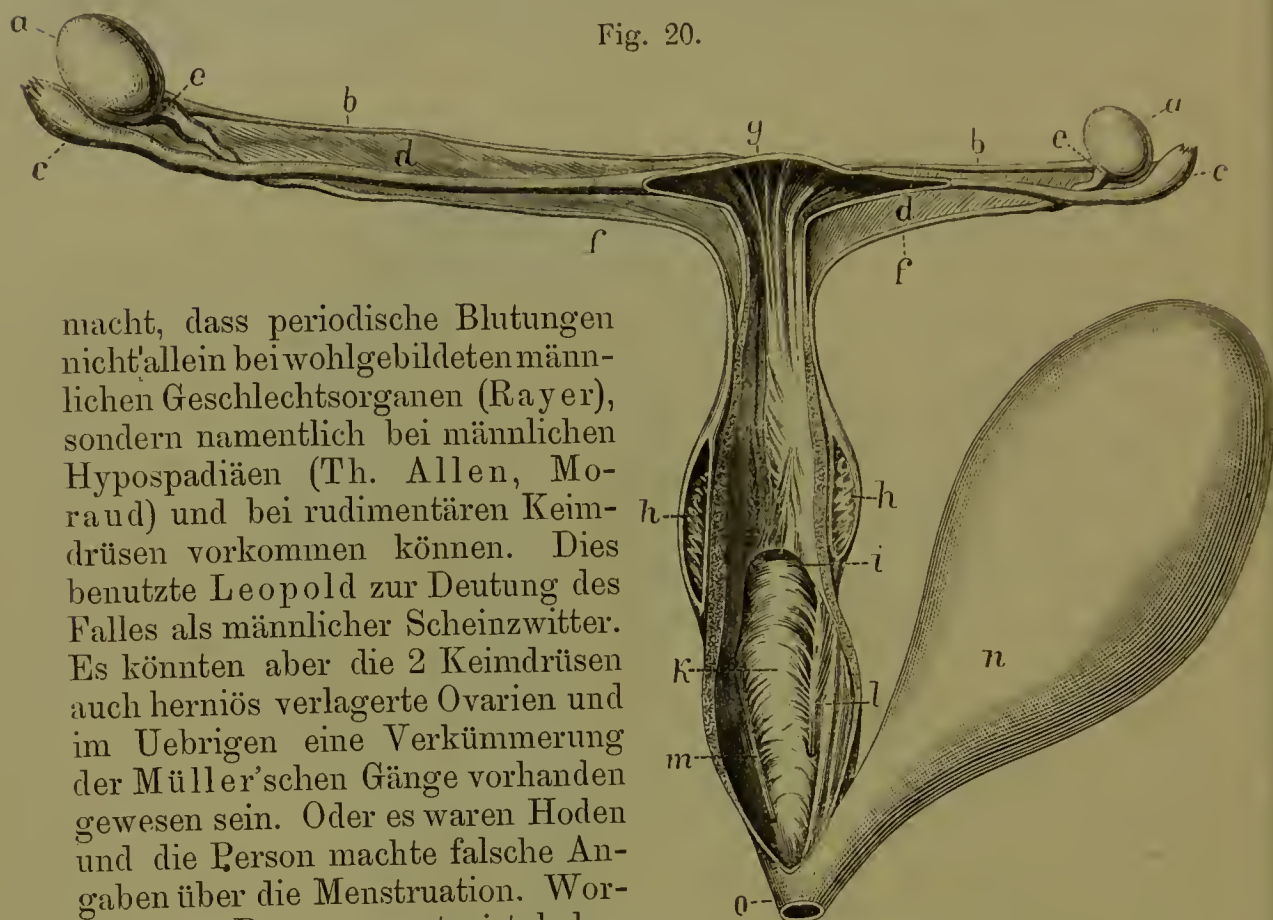 Fig. 20.
a
e
b
d
c
f
g
b
e
a
c
d
f
h
h
i
k
l
m
n
o
macht, dass periodische Blutungen
nicht allein bei wohlgebildeten männ-
lichen Geschlechtsorganen (Rayer),
sondern namentlich bei männlichen
Hypospadiäen (Th. Allen, Mo-
raud) und bei rudimentären Keim-
drüsen vorkommen können. Dies
benutzte Leopold zur Deutung des
Falles als männlicher Scheinzwitter.
Es könnten aber die 2 Keimdrüsen
auch herniös verlagerte Ovarien und
im Uebrigen eine Verkümmerung
der Müller'schen Gänge vorhanden
gewesen sein. Oder es waren Hoden
und die Person machte falsche An-
gaben über die Menstruation. Wor-